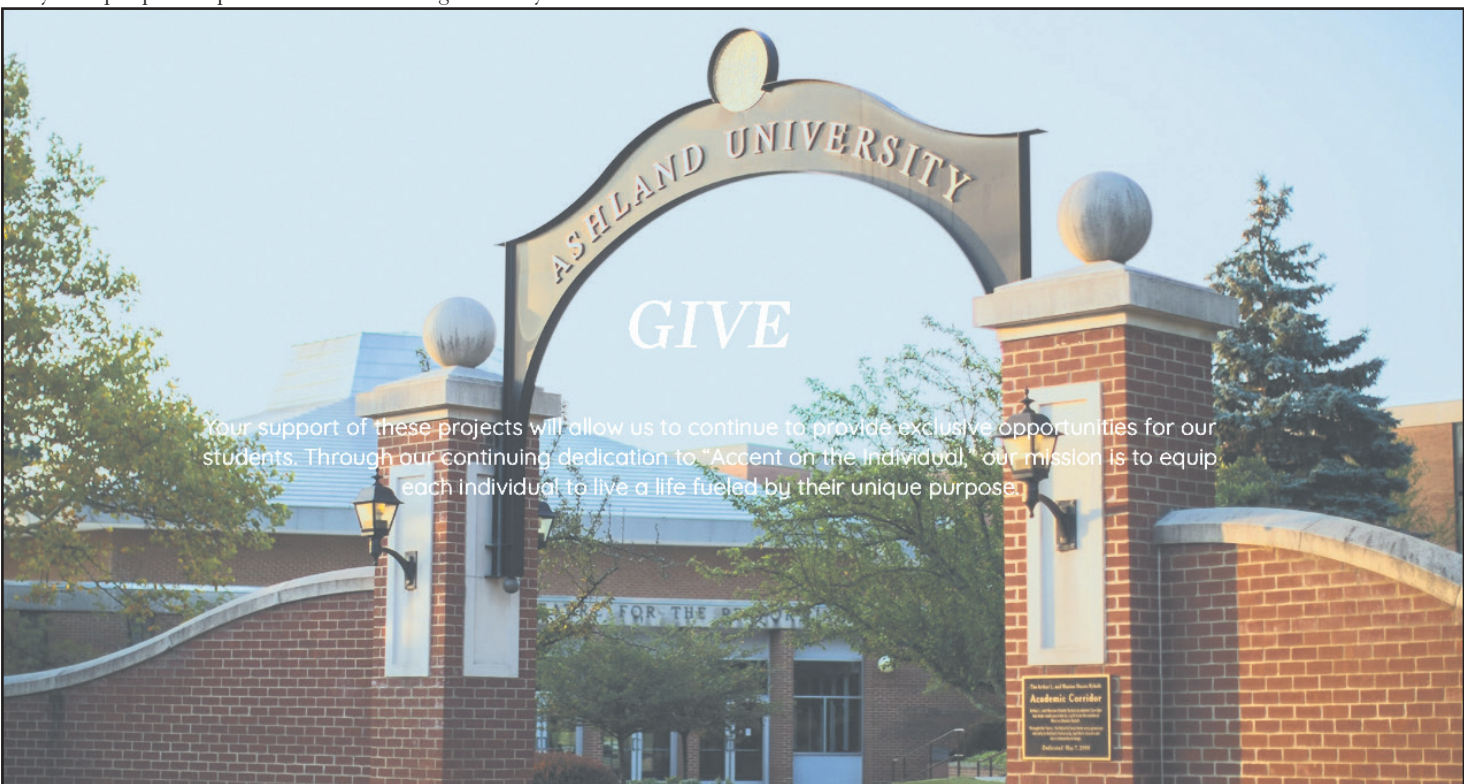 ASHLAND UNIVERSITY
GIVE
Your support of these projects will allow us to continue to provide exclusive opportunities for our
students. Through our continuing dedication to “Accent on the Individual,” our mission is to equip
each individual to live a life fueled by their unique purpose.
FOR THE
Academic Corridor